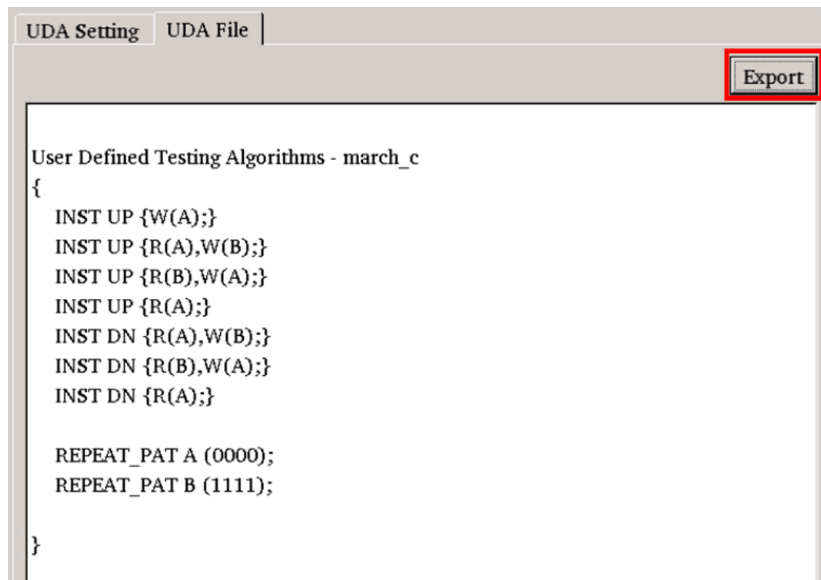 UDA Setting UDA File
Export
User Defined Testing Algorithms - march_c
{
INST UP {W(A);}
INST UP {R(A),W(B);}
INST UP {R(B),W(A);}
INST UP {R(A);}
INST DN {R(A),W(B);}
INST DN {R(B),W(A);}
INST DN {R(A);}
REPEAT_PAT A (0000);
REPEAT_PAT B (1111);
}